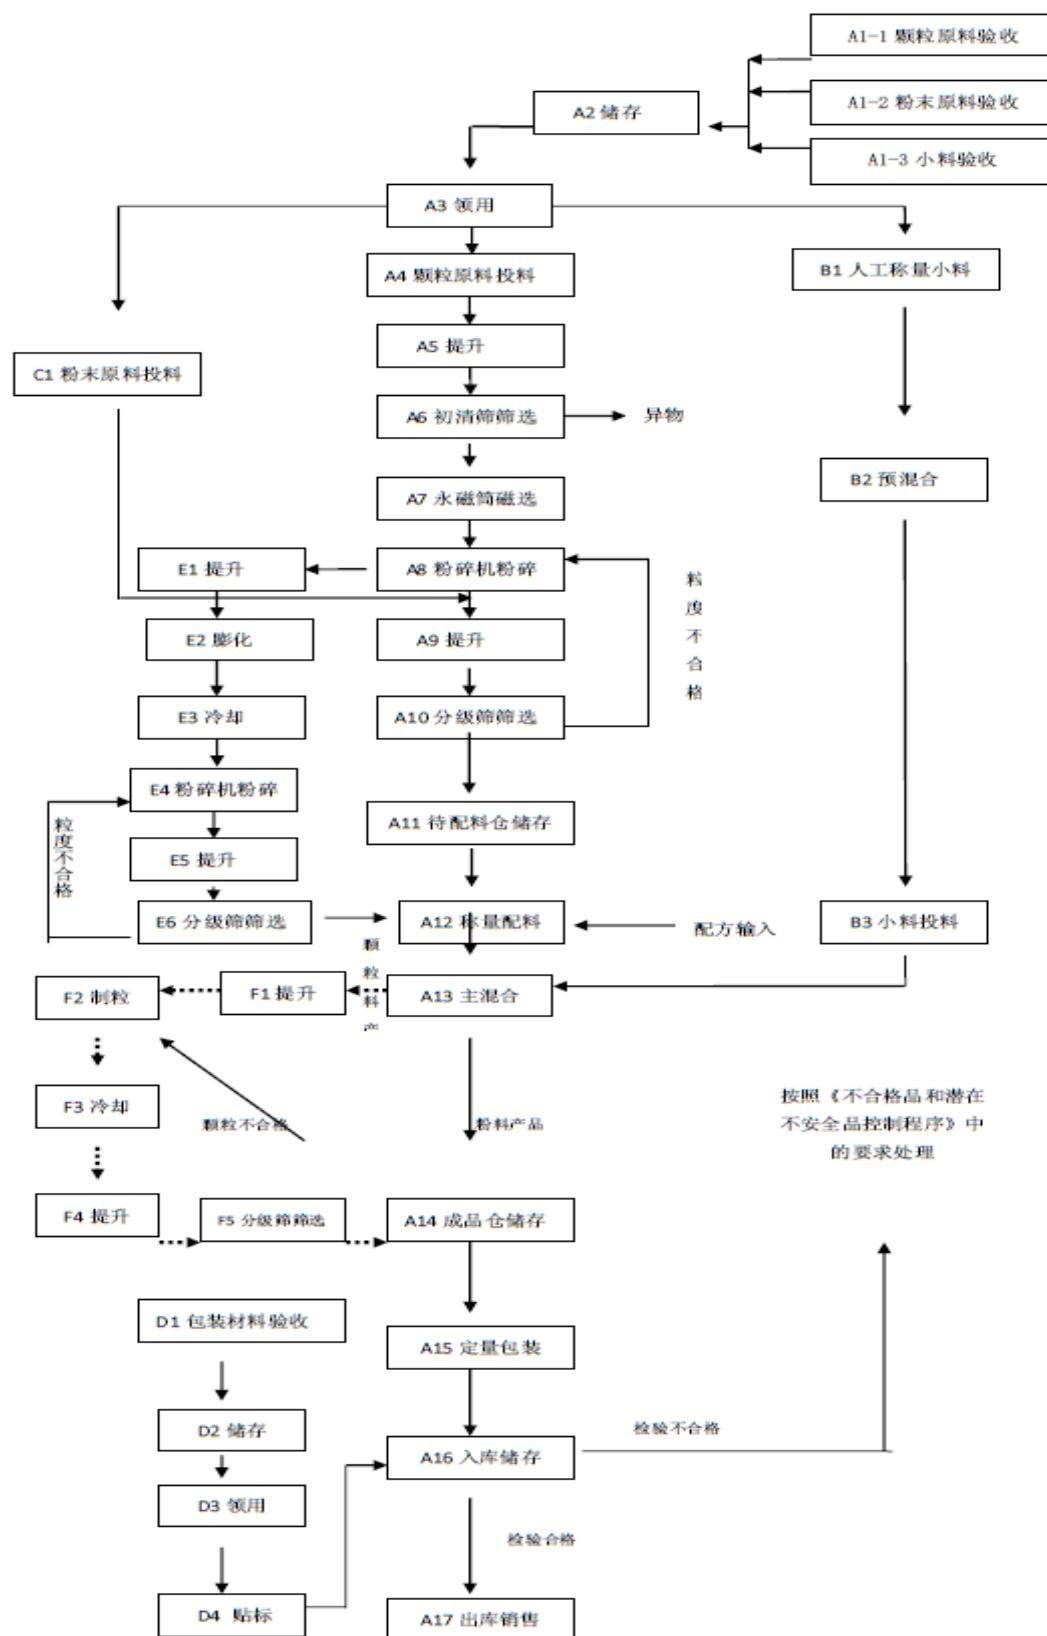 A1-1 颗粒原料验收
A1-2 粉末原料验收
A1-3 小料验收
A2 储存
A3 领用
A4 颗粒原料投料
B1 人工称量小料
A5 提升
C1 粉末原料投料
A6 初清筛筛选
异物
B2 预混合
A7 永磁筒磁选
E1 提升
A8 粉碎机粉碎
粒度不合格
E2 膨化
A9 提升
E3 冷却
A10 分级筛筛选
E4 粉碎机粉碎
粒度不合格
A11 待配料仓储存
E5 提升
E6 分级筛筛选
A12 称量配料
配方输入
B3 小料投料
颗粒料产
F2 制粒
F1 提升
A13 主混合
F3 冷却
颗粒不合格
粉料产品
按照《不合格品和潜在
不安全品控制程序》中
的要求处理
F4 提升
F5 分级筛筛选
A14 成品仓储存
D1 包装材料验收
A15 定量包装
D2 储存
A16 入库储存
检验不合格
D3 领用
检验合格
D4 贴标
A17 出库销售